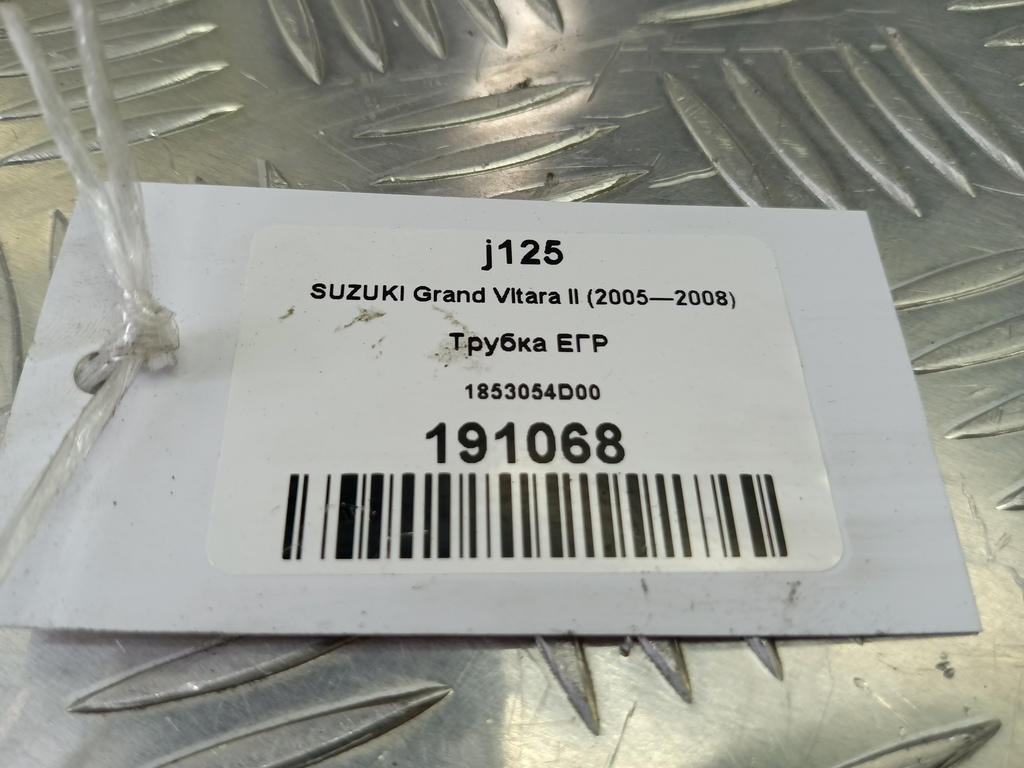 j125
SUZUKI Grand Vitara II (2005—2008)
Трубка ЕГР
1853054D00
191068